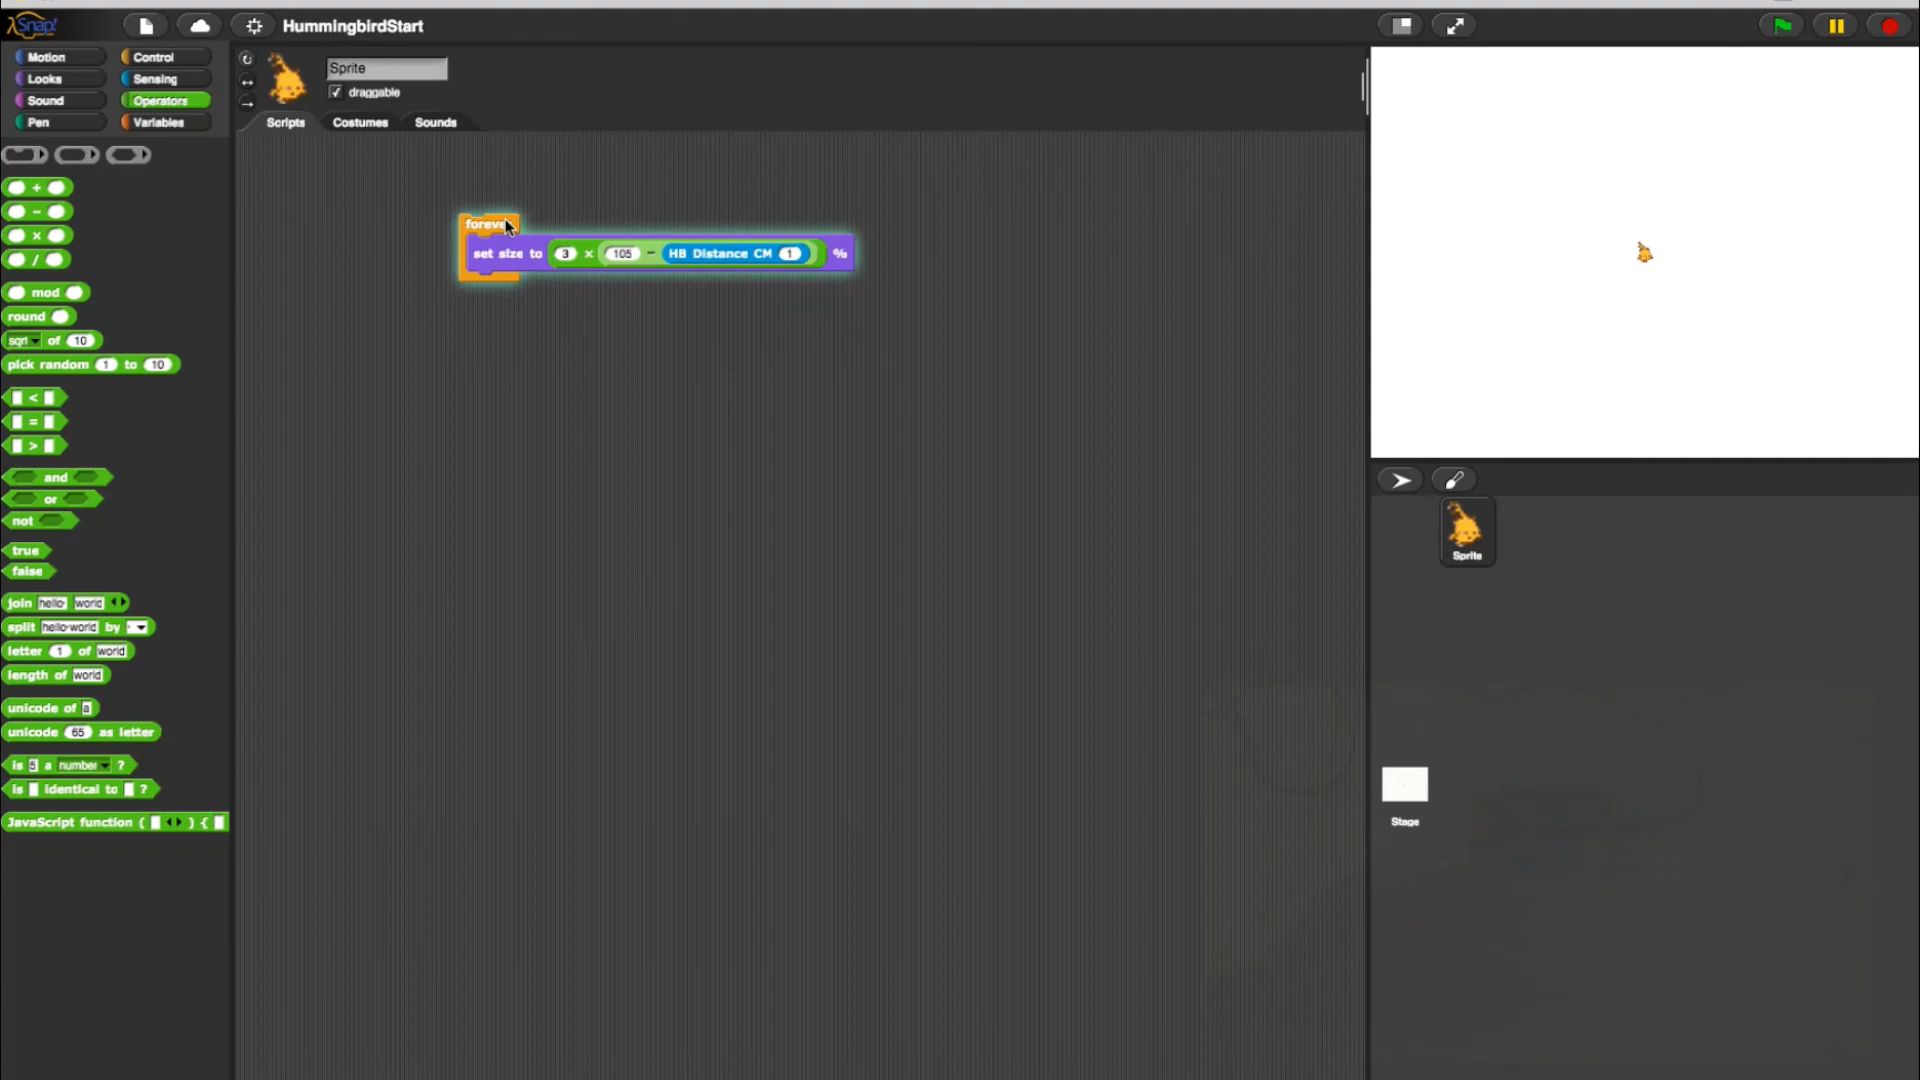 Snap!
HummingbirdStart
Motion
Control
Looks
Sensing
Sound
Operators
Pen
Variables
Sprite
draggable
Scripts
Costumes
Sounds
+
−
×
/
mod
round
sqrt of 10
pick random 1 to 10
<
=
>
and
or
not
true
false
join hello world
split hello world by
letter 1 of world
length of world
unicode of a
unicode 65 as letter
is 5 a number ?
is identical to ?
JavaScript function ( ) {
forever
set size to 3 × 105 − HB Distance CM 1 %
Sprite
Stage